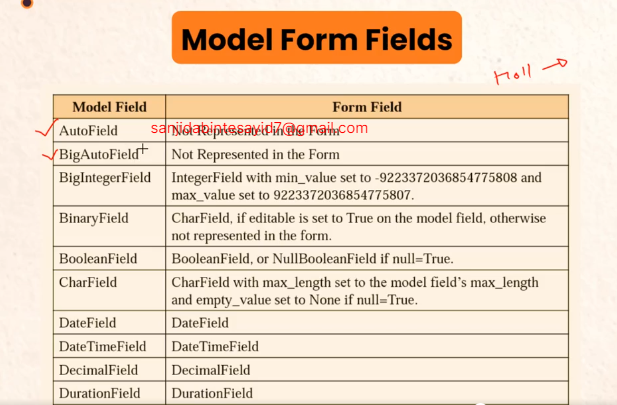 Model Form Fields
Model Field Form Field
AutoField Not Represented in the Form
sanjidabintesayid7@gmail.com
BigAutoField Not Represented in the Form
BigIntegerField IntegerField with min_value set to -9223372036854775808 and
max_value set to 9223372036854775807.
BinaryField CharField, if editable is set to True on the model field, otherwise
not represented in the form.
BooleanField BooleanField, or NullBooleanField if null=True.
CharField CharField with max_length set to the model field's max_length
and empty_value set to None if null=True.
DateField DateField
DateTimeField DateTimeField
DecimalField DecimalField
DurationField DurationField